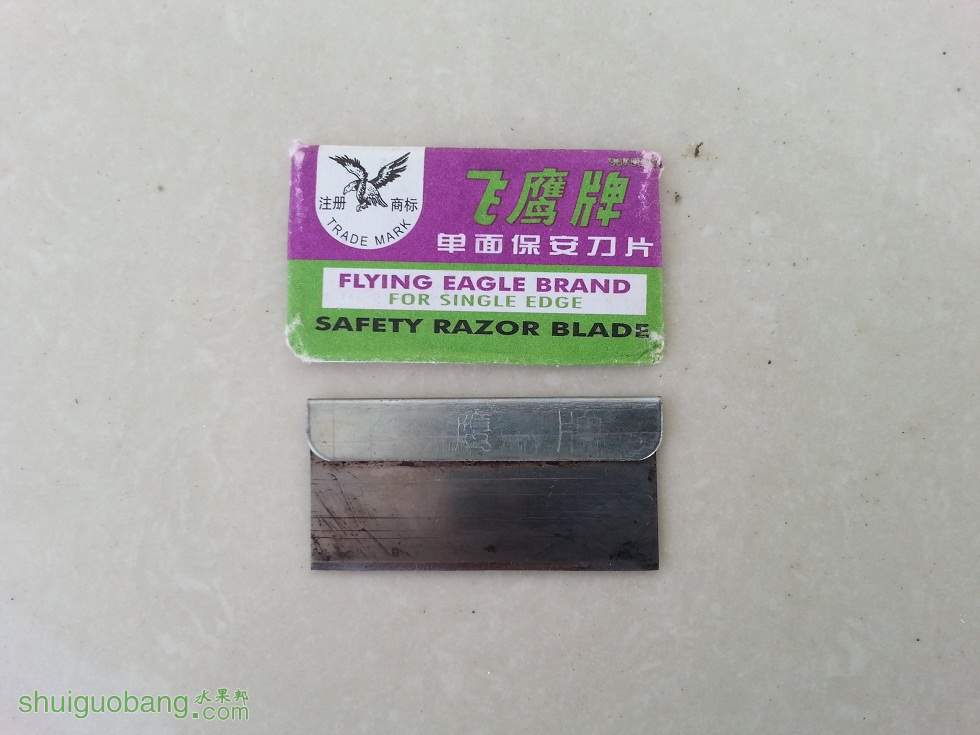 注册 商标
TRADE MARK
飞鹰牌
单面保安刀片
FLYING EAGLE BRAND
FOR SINGLE EDGE
SAFETY RAZOR BLADE
shuiguobang.com
水果邦